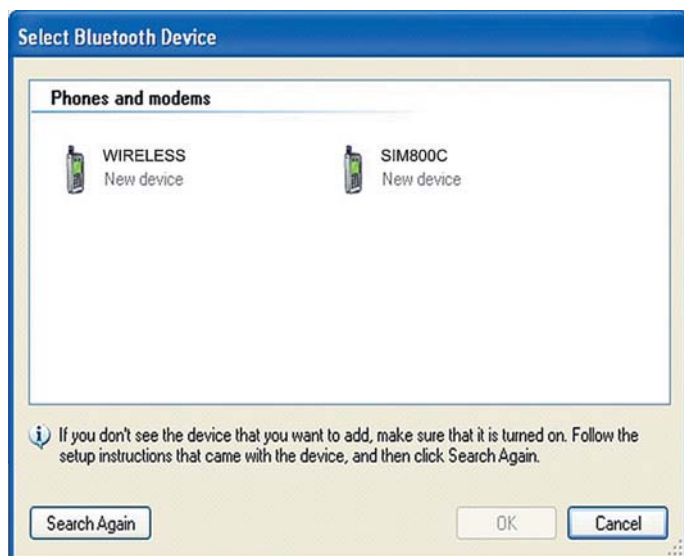 Select Bluetooth Device
Phones and modems
WIRELESS
New device
SIM800C
New device
If you don't see the device that you want to add, make sure that it is turned on. Follow the
setup instructions that came with the device, and then click Search Again.
Search Again
OK
Cancel